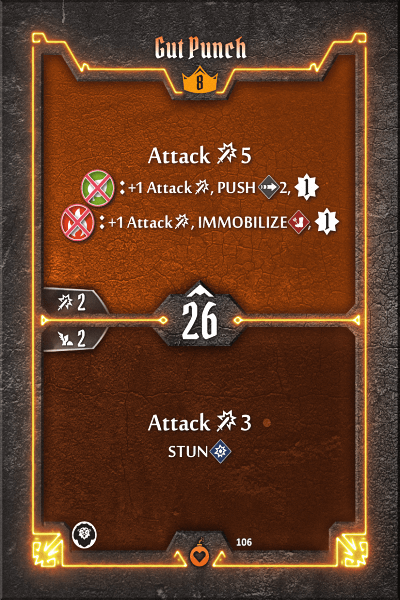 Gut Punch
8
Attack 5
: +1 Attack, PUSH 2, 1
: +1 Attack, IMMOBILIZE, 1
2
26
2
Attack 3
STUN
106